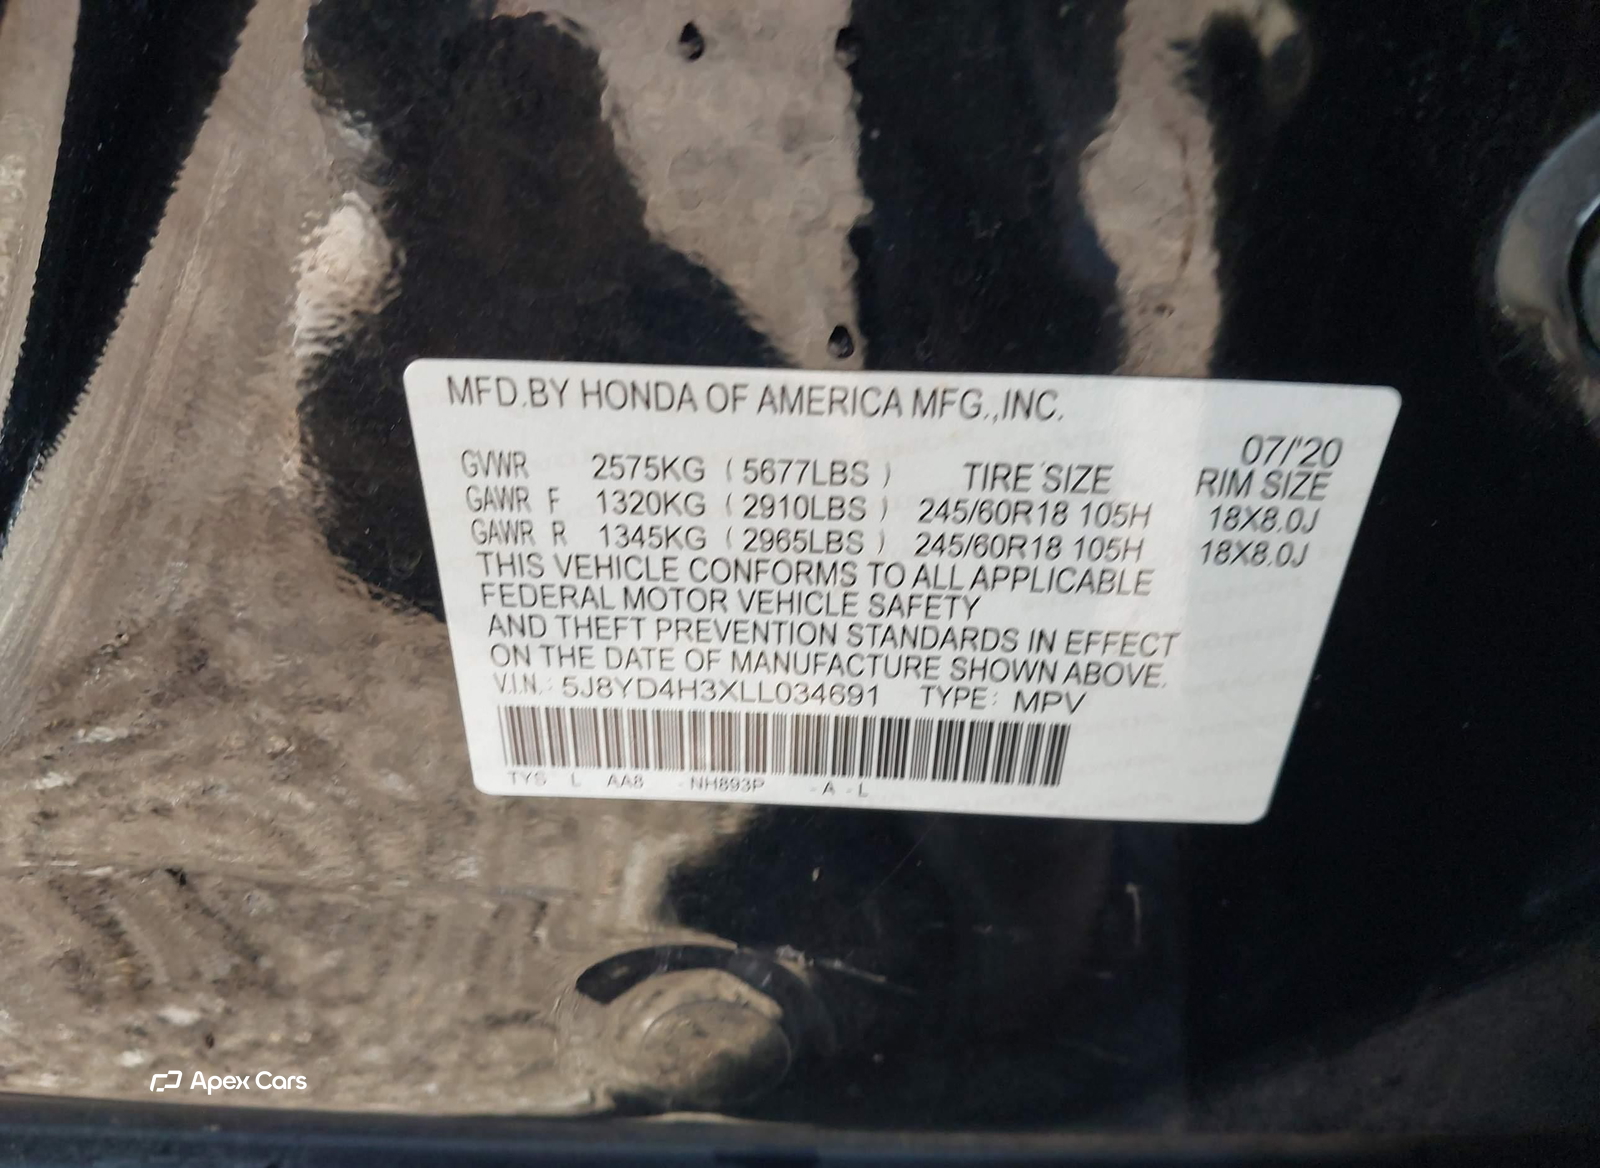 MFD.BY HONDA OF AMERICA MFG.,INC.
07/'20
GVWR 2575KG ( 5677LBS ) TIRE SIZE RIM SIZE
GAWR F 1320KG ( 2910LBS ) 245/60R18 105H 18X8.0J
GAWR R 1345KG ( 2965LBS ) 245/60R18 105H 18X8.0J
THIS VEHICLE CONFORMS TO ALL APPLICABLE
FEDERAL MOTOR VEHICLE SAFETY
AND THEFT PREVENTION STANDARDS IN EFFECT
ON THE DATE OF MANUFACTURE SHOWN ABOVE.
V.I.N.: 5J8YD4H3XLL034691 TYPE: MPV
TYS L AA8 -NH893P -A -L
Apex Cars